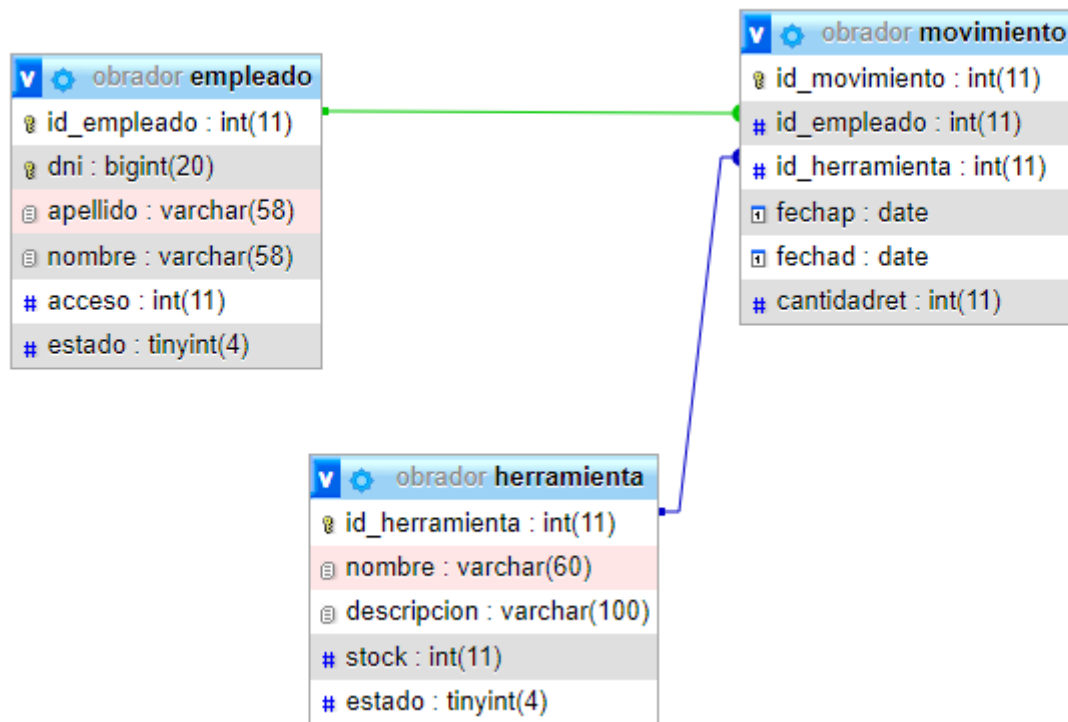 obrador empleado
id_empleado : int(11)
dni : bigint(20)
apellido : varchar(58)
nombre : varchar(58)
acceso : int(11)
estado : tinyint(4)
obrador movimiento
id_movimiento : int(11)
id_empleado : int(11)
id_herramienta : int(11)
fechap : date
fechad : date
cantidadret : int(11)
obrador herramienta
id_herramienta : int(11)
nombre : varchar(60)
descripcion : varchar(100)
stock : int(11)
estado : tinyint(4)